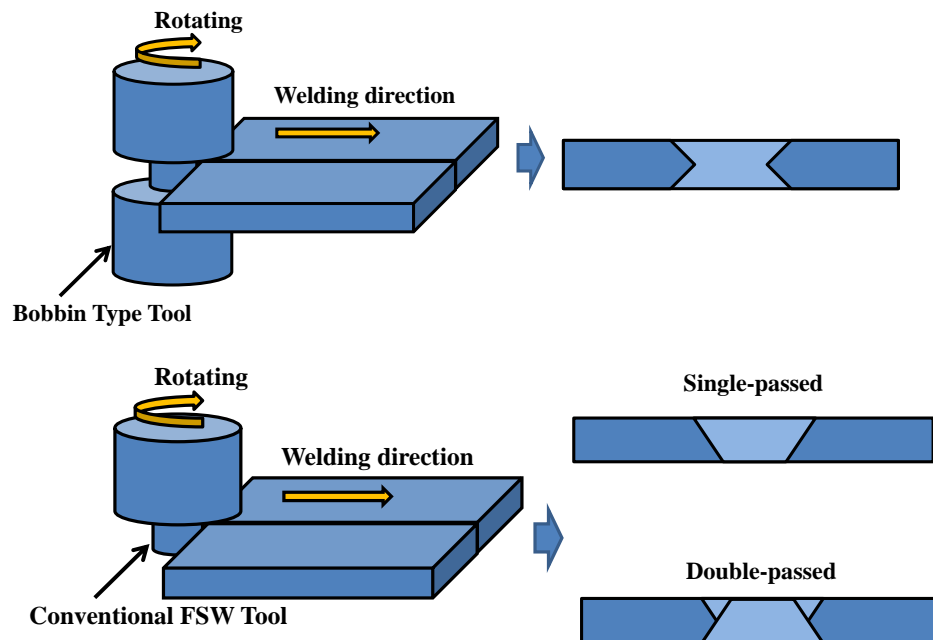 Rotating
Welding direction
Bobbin Type Tool
Rotating
Single-passed
Welding direction
Double-passed
Conventional FSW Tool